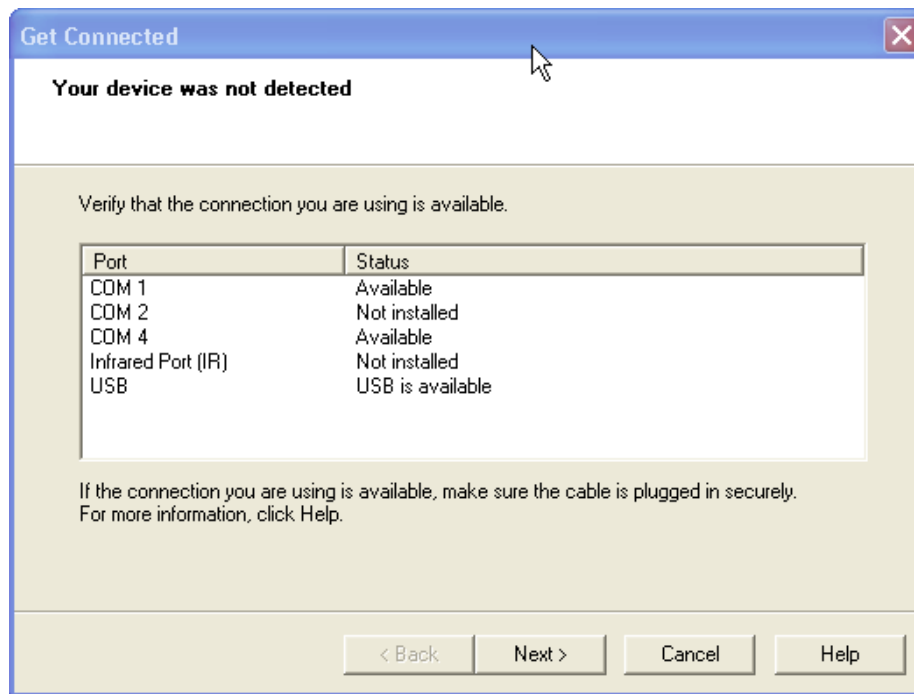 Get Connected
Your device was not detected
Verify that the connection you are using is available.
Port Status
COM 1 Available
COM 2 Not installed
COM 4 Available
Infrared Port (IR) Not installed
USB USB is available
If the connection you are using is available, make sure the cable is plugged in securely.
For more information, click Help.
< Back Next > Cancel Help